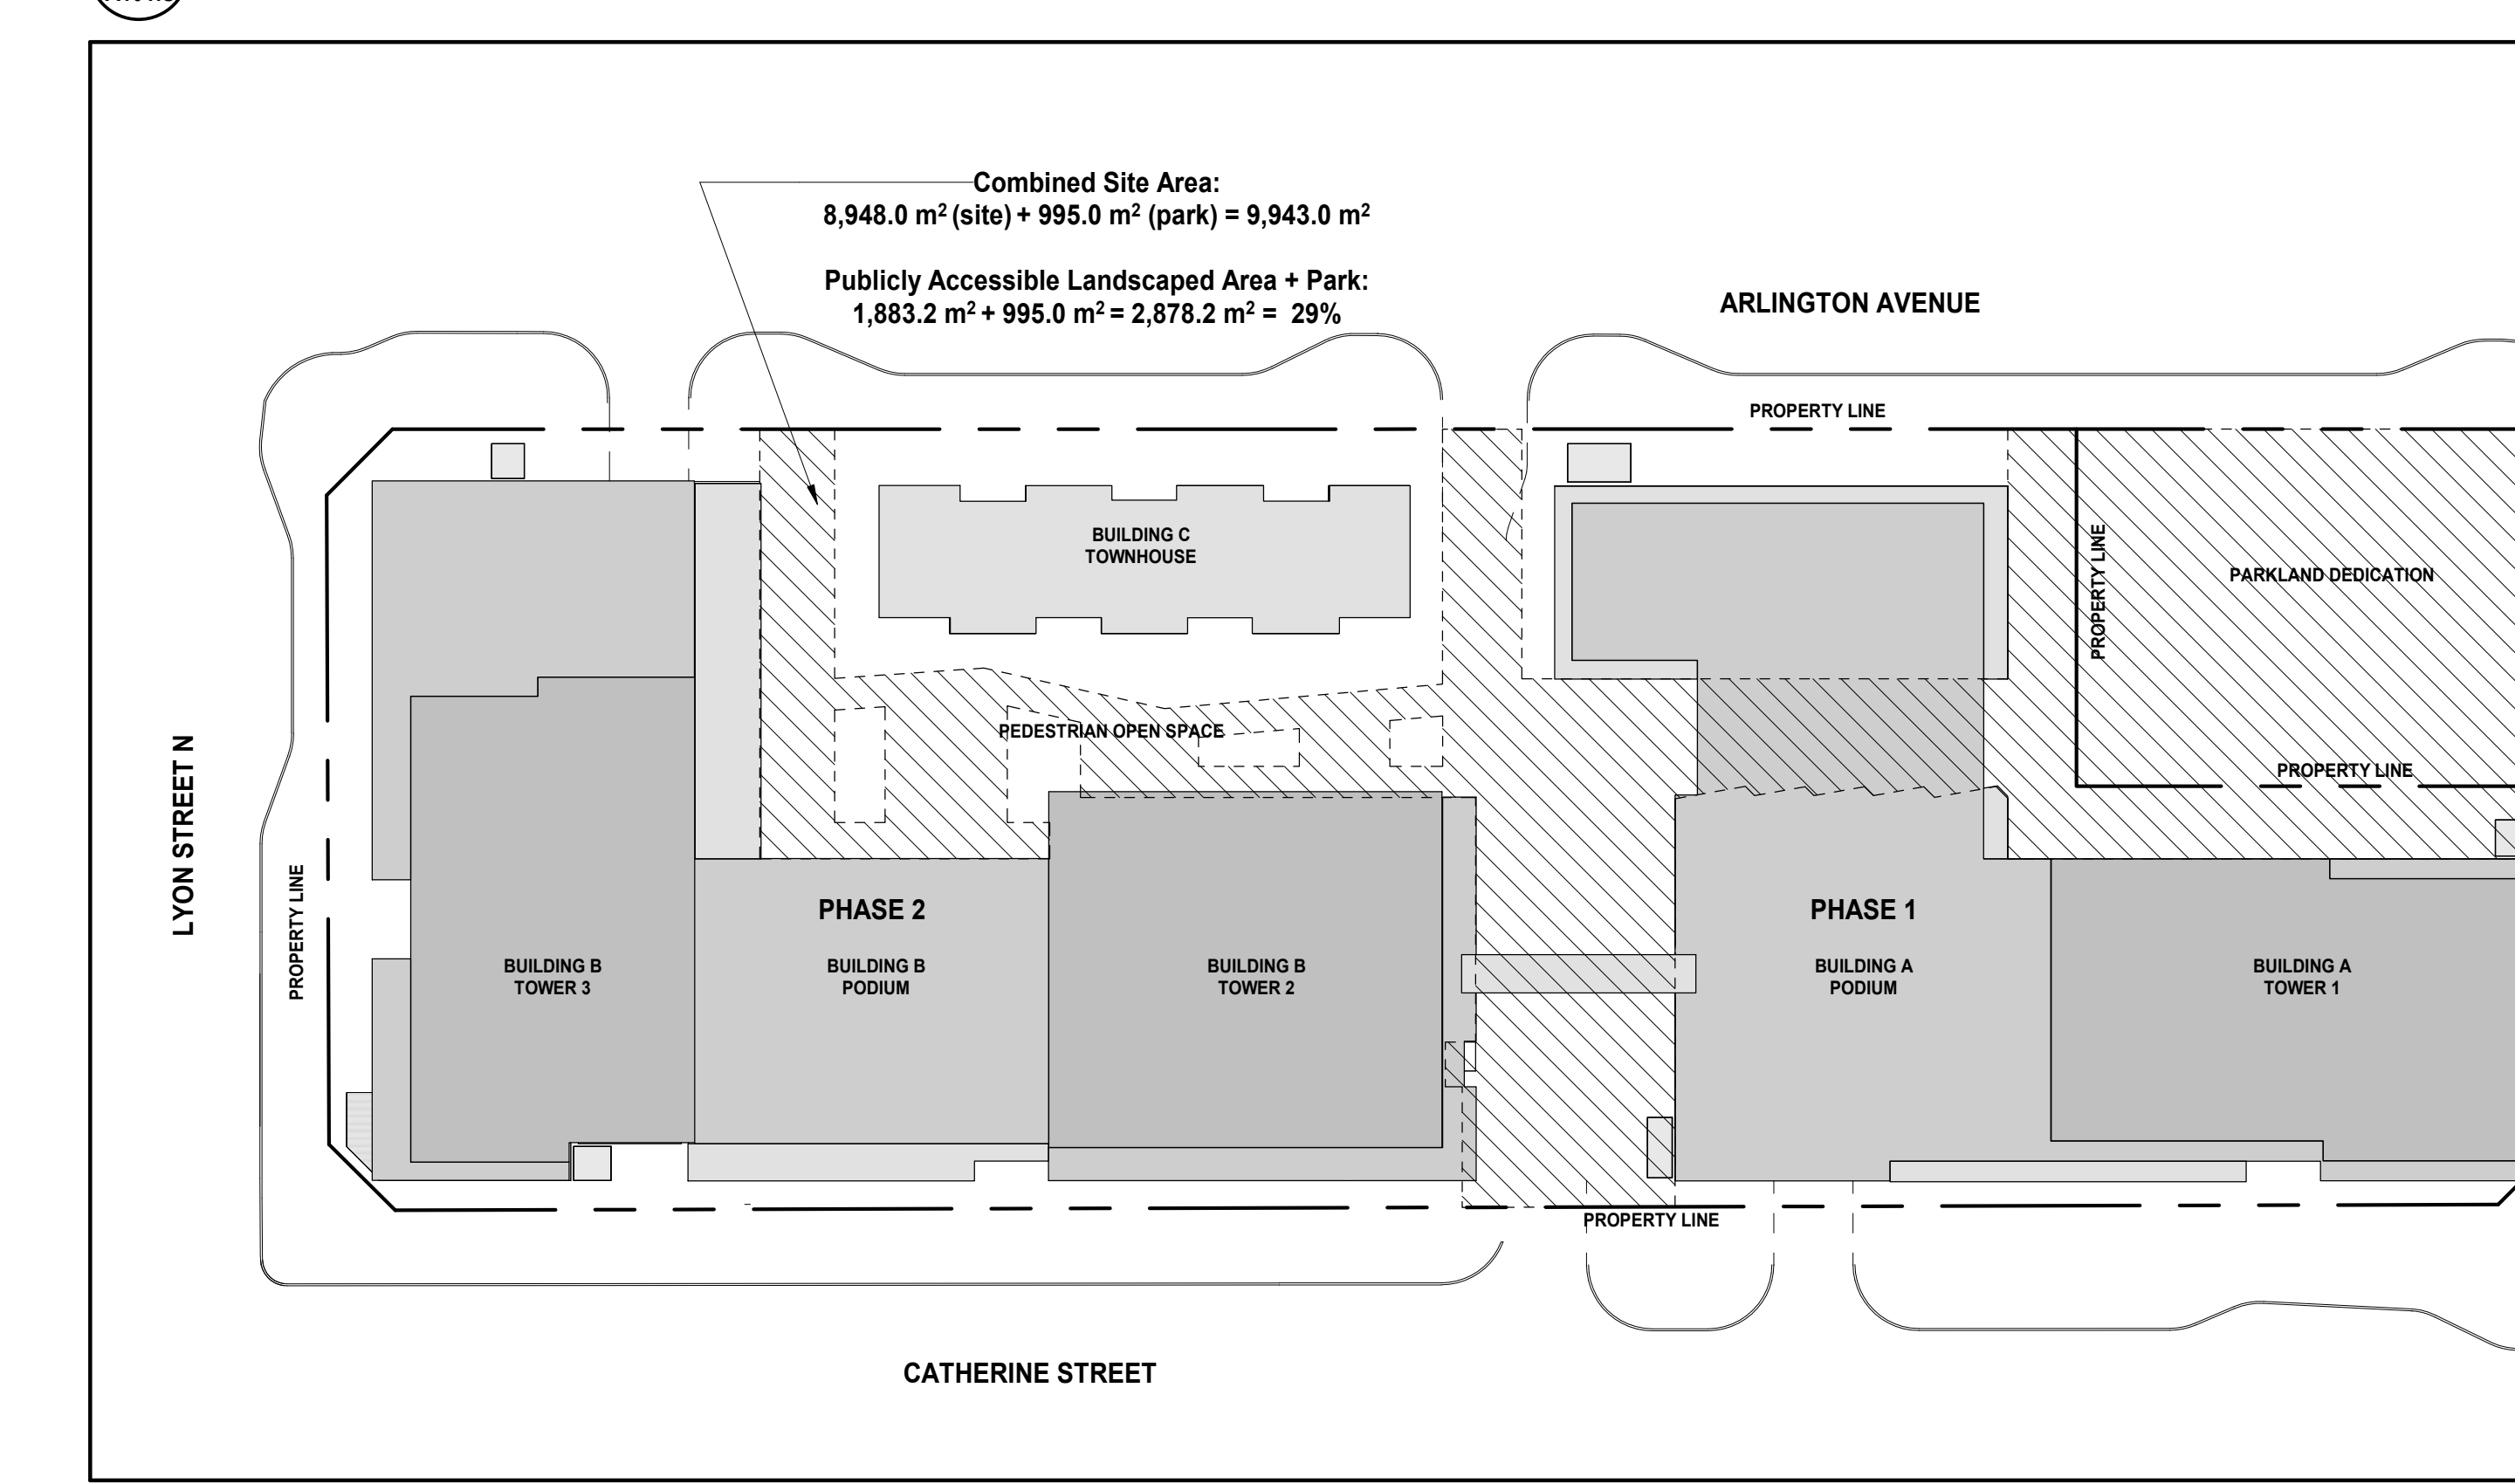 Combined Site Area:
8,948.0 m² (site) + 995.0 m² (park) = 9,943.0 m²
Publicly Accessible Landscaped Area + Park:
1,883.2 m² + 995.0 m² = 2,878.2 m² = 29%
ARLINGTON AVENUE
PROPERTY LINE
BUILDING C
TOWNHOUSE
PROPERTY LINE
PARKLAND DEDICATION
PEDESTRIAN OPEN SPACE
PROPERTY LINE
LYON STREET N
PROPERTY LINE
PHASE 2
PHASE 1
BUILDING B
TOWER 3
BUILDING B
PODIUM
BUILDING B
TOWER 2
BUILDING A
PODIUM
BUILDING A
TOWER 1
PROPERTY LINE
CATHERINE STREET